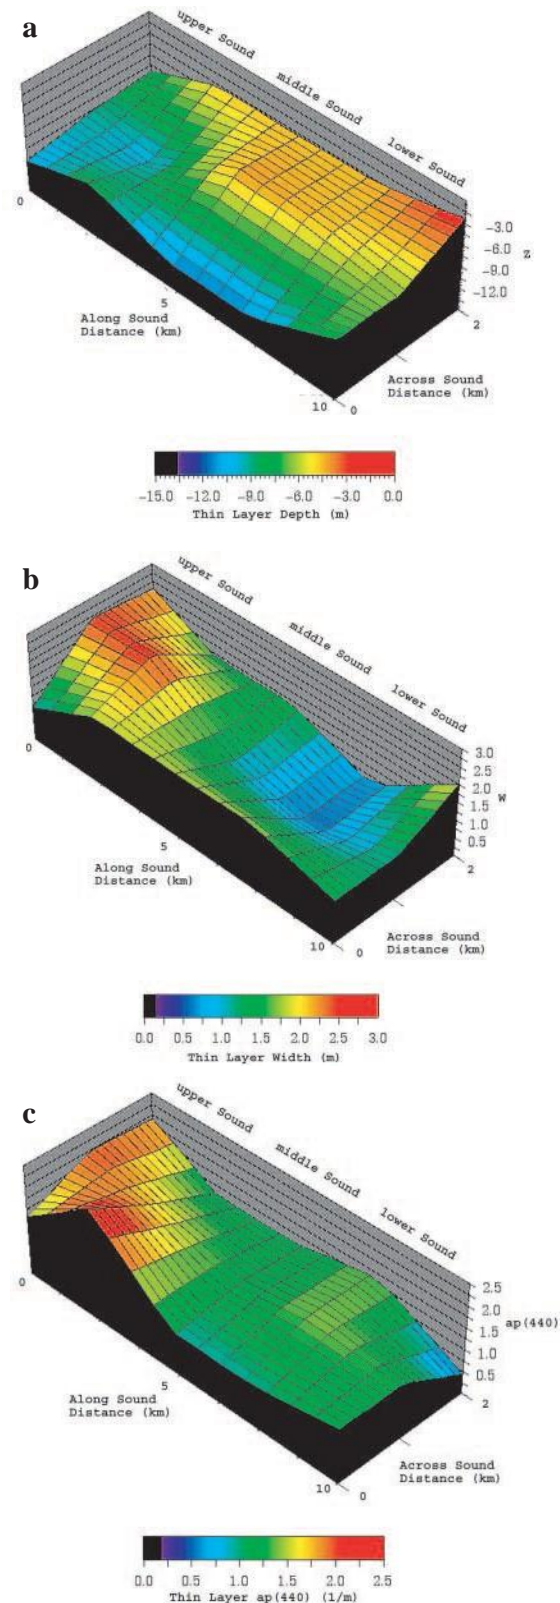 a
upper Sound
middle Sound
lower Sound
-3.0
-6.0
-9.0
-12.0
Z
0
5
10
Along Sound
Distance (km)
0
2
Across Sound
Distance (km)
-15.0 -12.0 -9.0 -6.0 -3.0 0.0
Thin Layer Depth (m)
b
upper Sound
middle Sound
lower Sound
3.0
2.5
2.0
1.5
1.0
0.5
W
0
5
10
Along Sound
Distance (km)
0
2
Across Sound
Distance (km)
0.0 0.5 1.0 1.5 2.0 2.5 3.0
Thin Layer Width (m)
c
upper Sound
middle Sound
lower Sound
2.5
2.0
1.5
1.0
0.5
ap(440)
0
5
10
Along Sound
Distance (km)
0
2
Across Sound
Distance (km)
0.0 0.5 1.0 1.5 2.0 2.5
Thin Layer ap(440) (1/m)